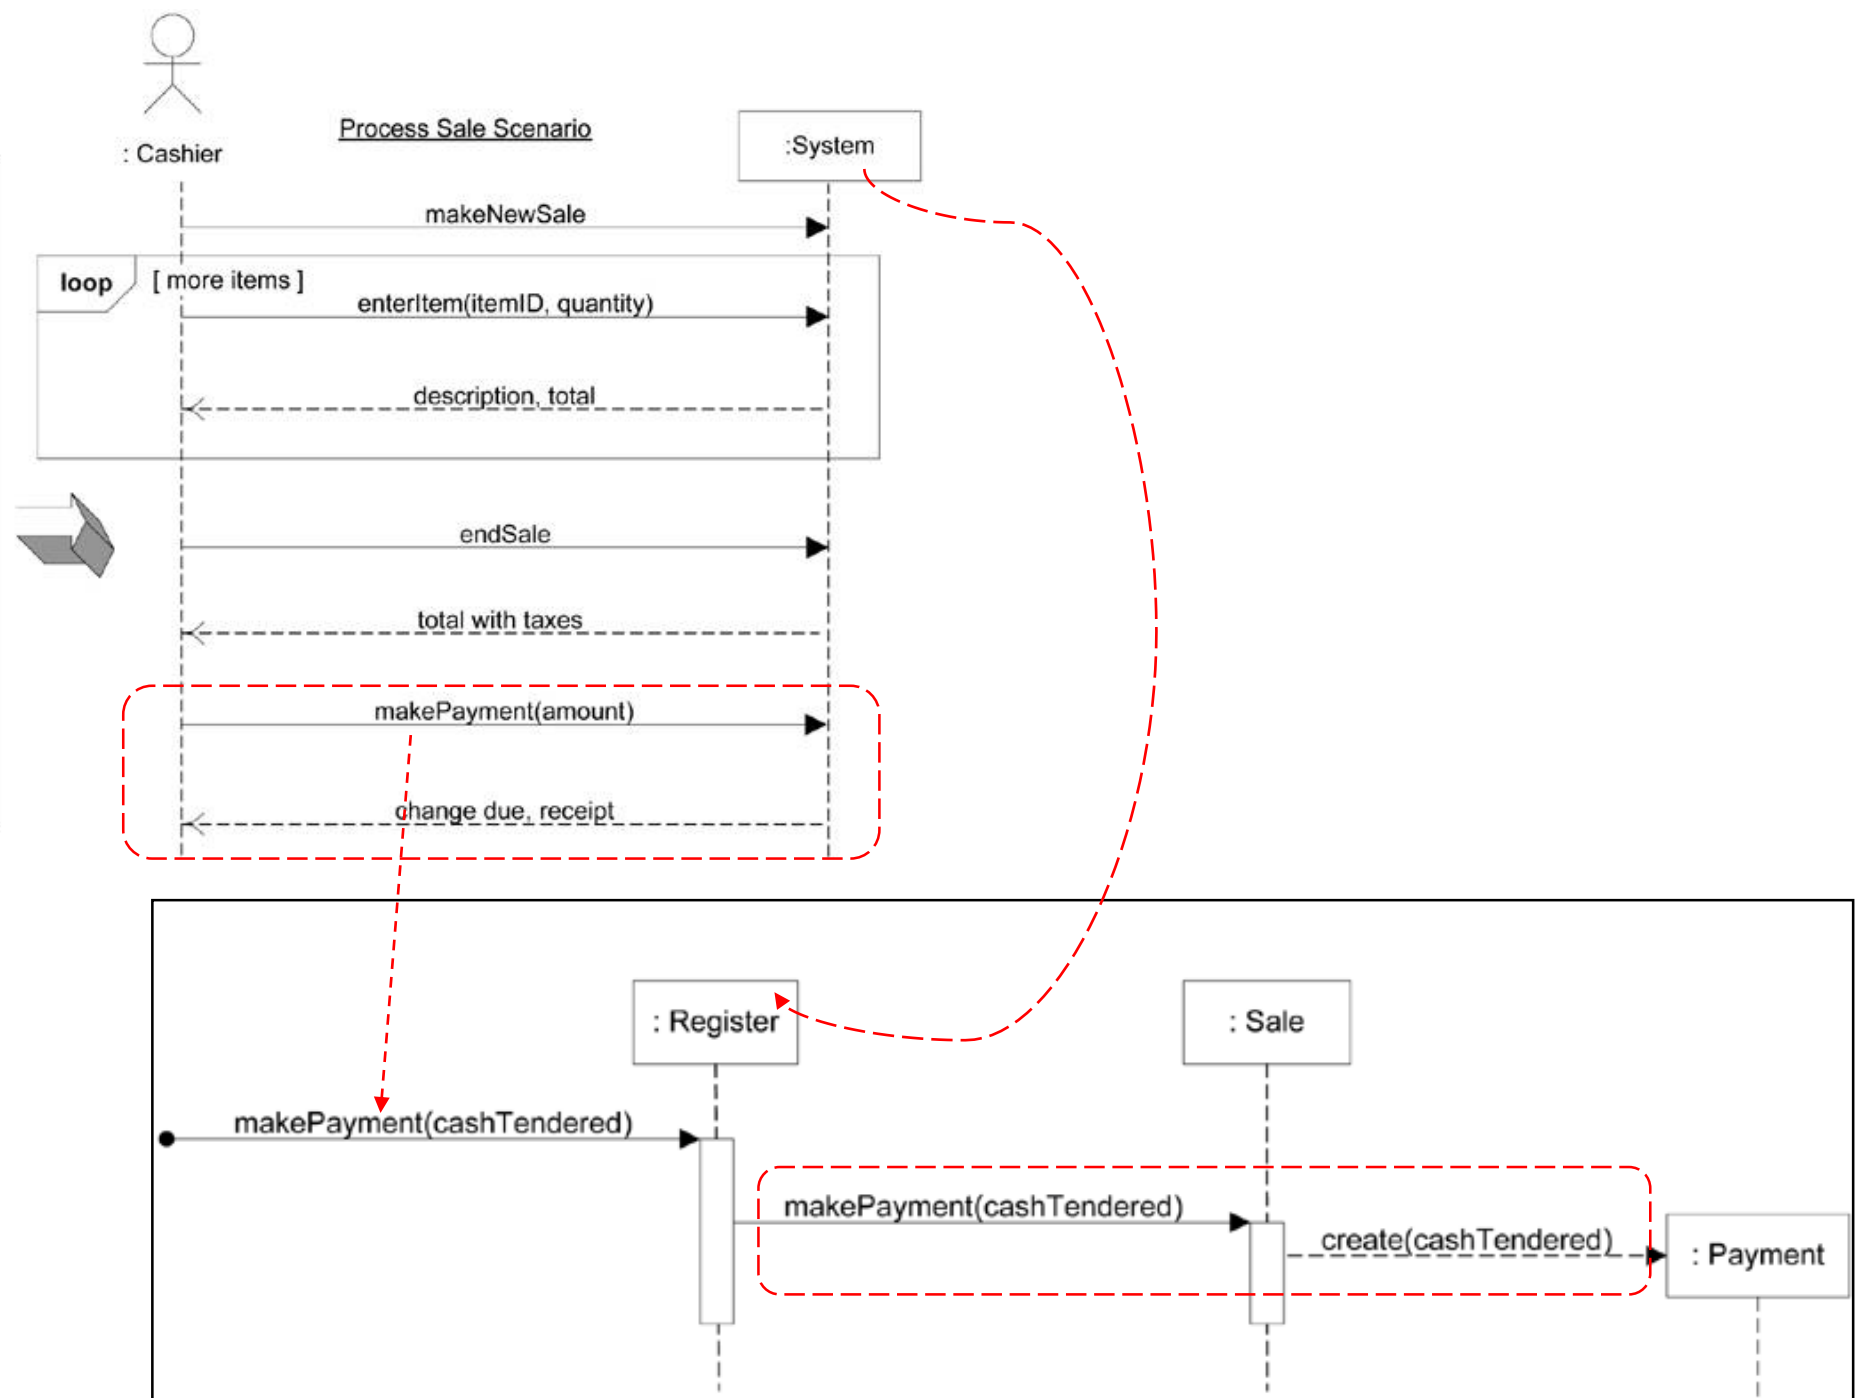 Process Sale Scenario
: Cashier
:System
makeNewSale
loop
[ more items ]
enterItem(itemID, quantity)
description, total
endSale
total with taxes
makePayment(amount)
change due, receipt
: Register
: Sale
makePayment(cashTendered)
makePayment(cashTendered)
create(cashTendered)
: Payment